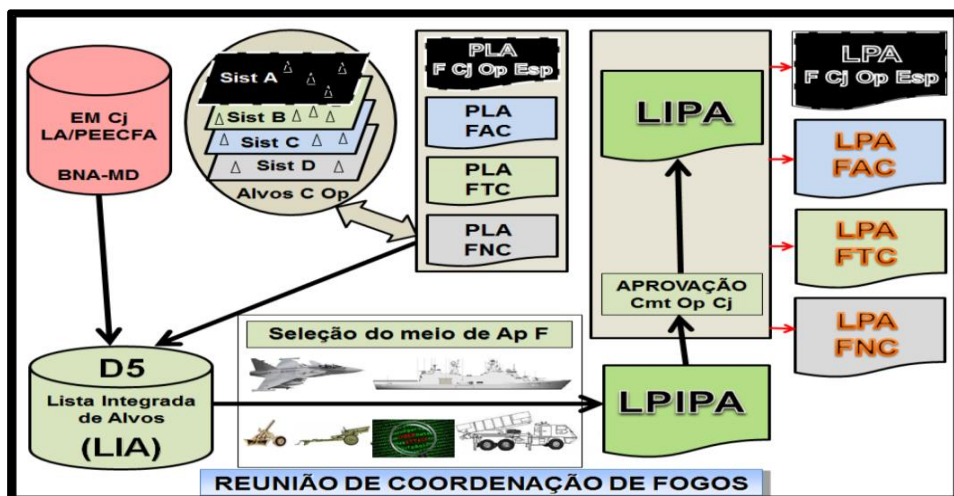 EM Cj
LA/PEECFA
BNA-MD
Sist A
Sist B
Sist C
Sist D
Alvos C Op
PLA
F Cj Op Esp
PLA
FAC
PLA
FTC
PLA
FNC
LIPA
APROVAÇÃO
Cmt Op Cj
LPA
F Cj Op Esp
LPA
FAC
LPA
FTC
LPA
FNC
D5
Lista Integrada
de Alvos
(LIA)
Seleção do meio de Ap F
LPIPA
REUNIÃO DE COORDENAÇÃO DE FOGOS